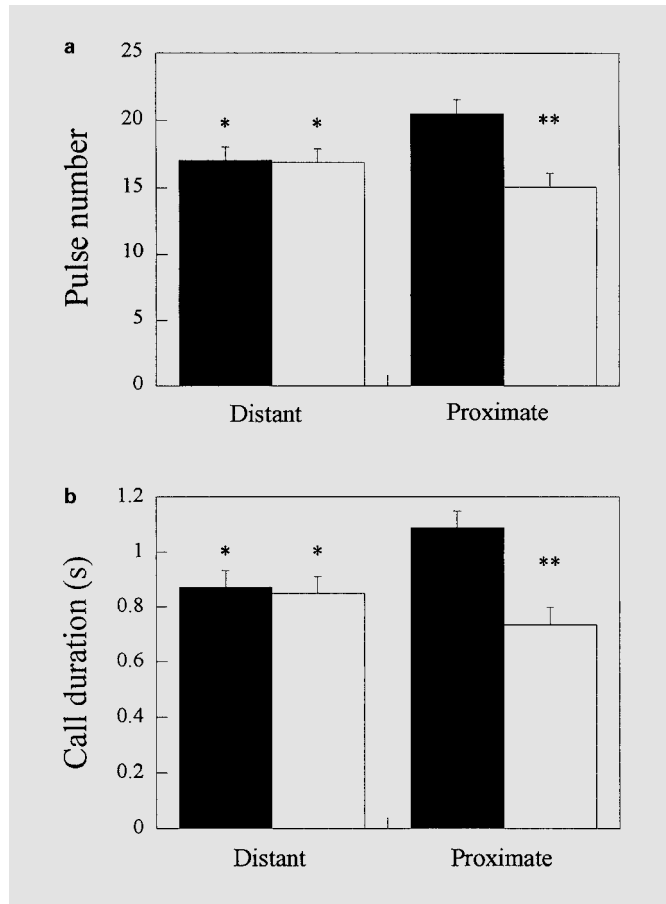 a
Pulse number
25
20
15
10
5
0
* * **
Distant Proximate
b
Call duration (s)
1.2
1
0.8
0.6
0.4
0.2
0
* * **
Distant Proximate